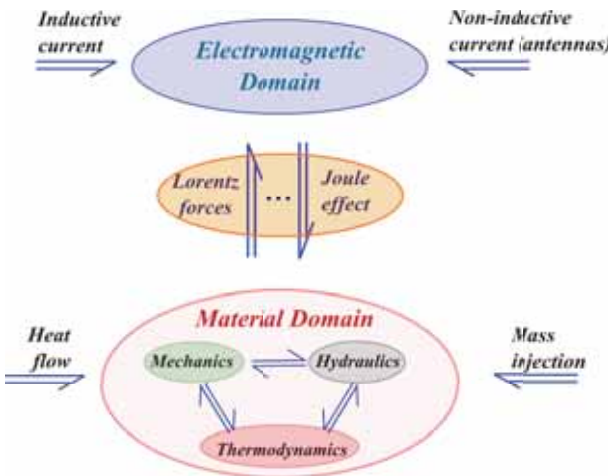 Inductive
current
Electromagnetic
Domain
Non-inductive
current (antennas)
Lorentz
forces
...
Joule
effect
Material Domain
Heat
flow
Mechanics
Hydraulics
Mass
injection
Thermodynamics